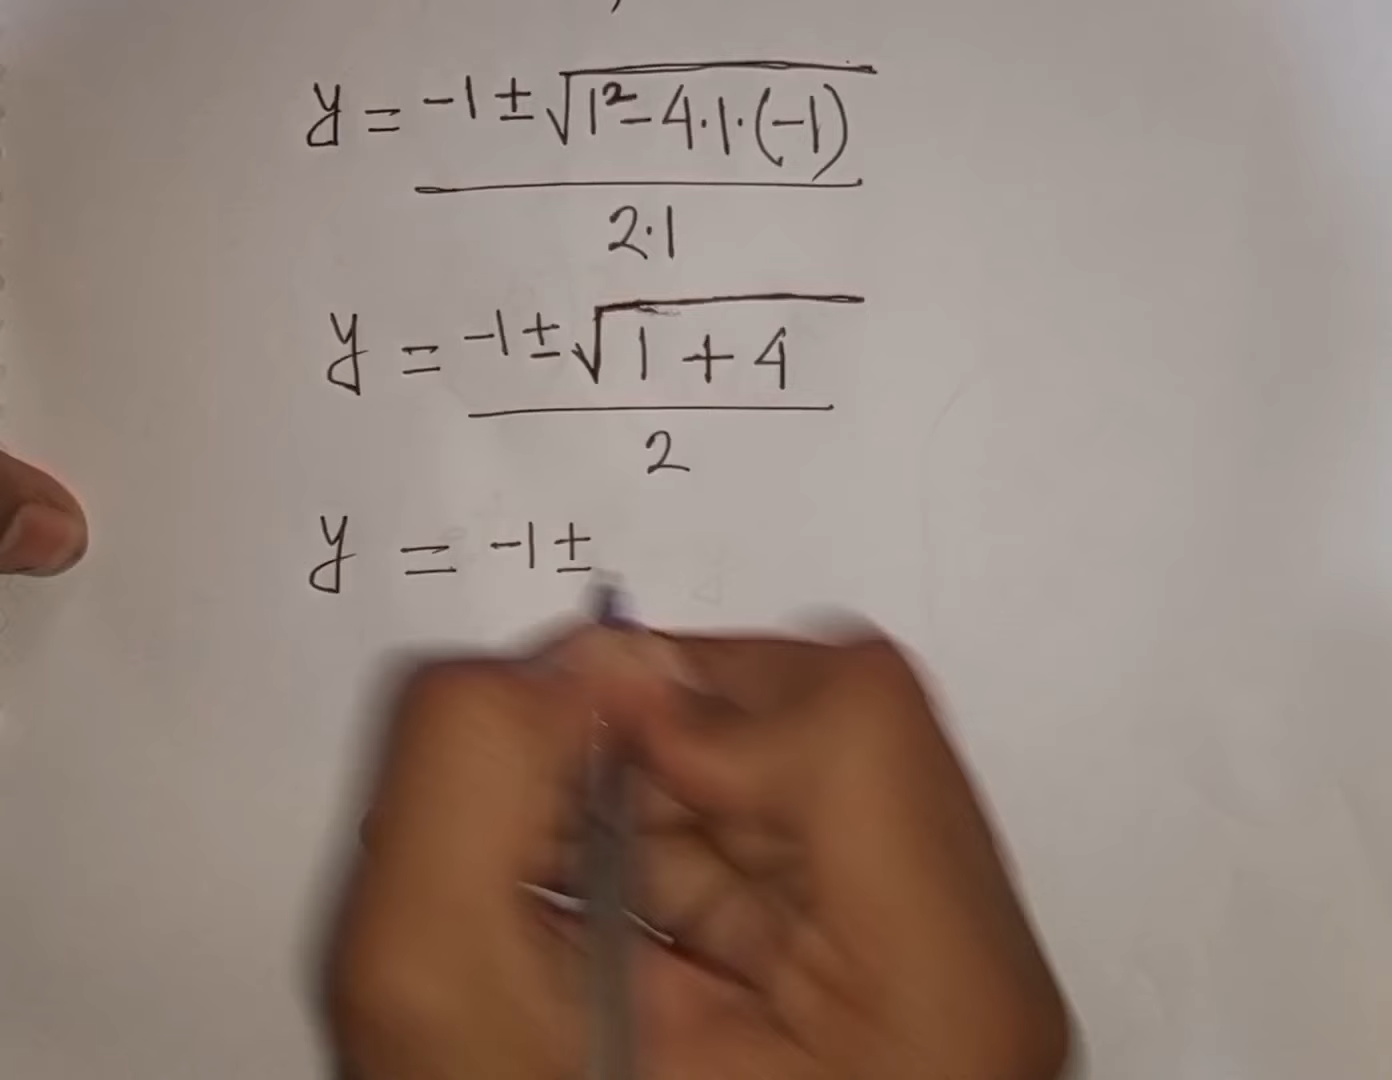 y = -1 ± √(1² - 4·1·(-1))
2·1
y = -1 ± √(1 + 4)
2
y = -1 ±